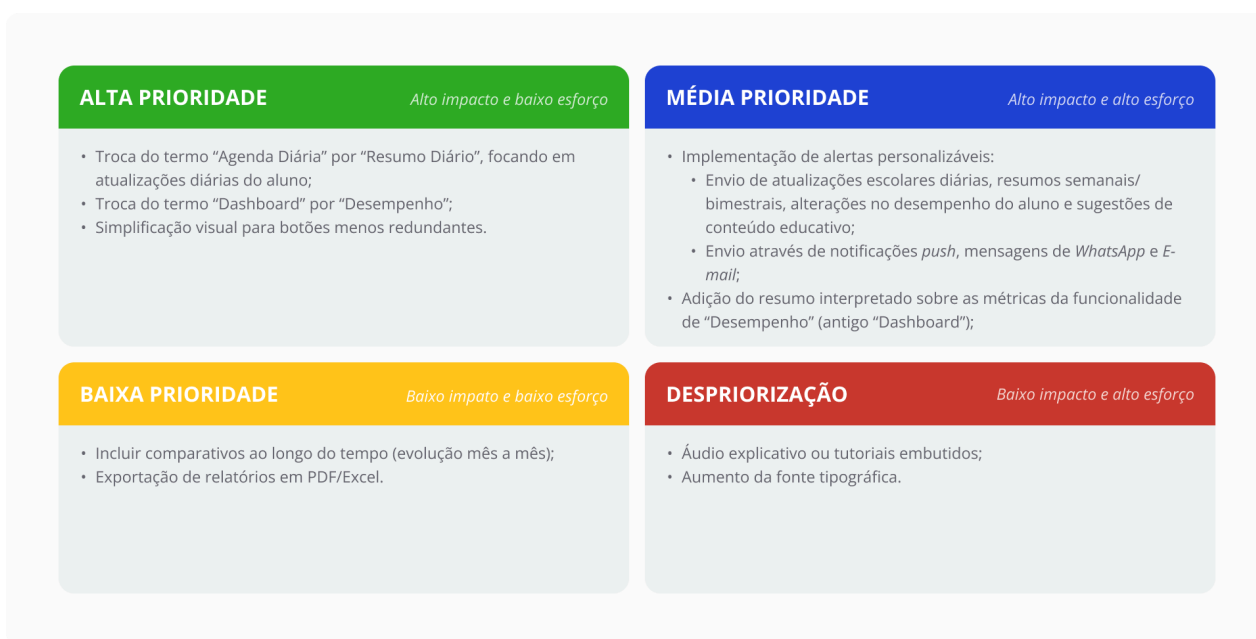 ALTA PRIORIDADE
Alto impacto e baixo esforço
• Troca do termo “Agenda Diária” por “Resumo Diário”, focando em
atualizações diárias do aluno;
• Troca do termo “Dashboard” por “Desempenho”;
• Simplificação visual para botões menos redundantes.
MÉDIA PRIORIDADE
Alto impacto e alto esforço
• Implementação de alertas personalizáveis:
• Envio de atualizações escolares diárias, resumos semanais/
bimestrais, alterações no desempenho do aluno e sugestões de
conteúdo educativo;
• Envio através de notificações push, mensagens de WhatsApp e E-
mail;
• Adição do resumo interpretado sobre as métricas da funcionalidade
de “Desempenho” (antigo “Dashboard”);
BAIXA PRIORIDADE
Baixo impato e baixo esforço
• Incluir comparativos ao longo do tempo (evolução mês a mês);
• Exportação de relatórios em PDF/Excel.
DESPRIORIZAÇÃO
Baixo impacto e alto esforço
• Áudio explicativo ou tutoriais embutidos;
• Aumento da fonte tipográfica.